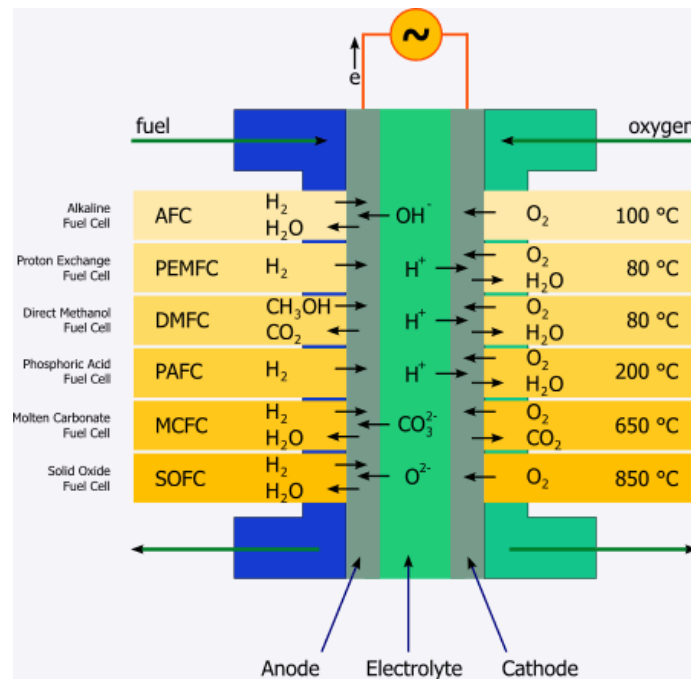 ~
e
fuel
oxygen
Alkaline
Fuel Cell
AFC
H₂
H₂O
OH⁻
O₂
100 °C
Proton Exchange
Fuel Cell
PEMFC
H₂
H⁺
O₂
H₂O
80 °C
Direct Methanol
Fuel Cell
DMFC
CH₃OH
CO₂
H⁺
O₂
H₂O
80 °C
Phosphoric Acid
Fuel Cell
PAFC
H₂
H⁺
O₂
H₂O
200 °C
Molten Carbonate
Fuel Cell
MCFC
H₂
H₂O
CO₃²⁻
O₂
CO₂
650 °C
Solid Oxide
Fuel Cell
SOFC
H₂
H₂O
O²⁻
O₂
850 °C
Anode
Electrolyte
Cathode